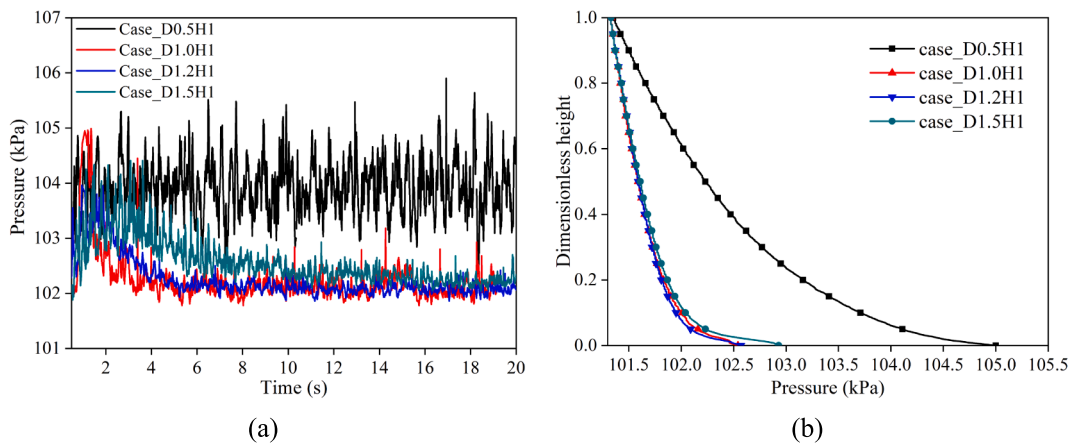 107
106
105
104
103
102
101
Pressure (kPa)
Case_D0.5H1
Case_D1.0H1
Case_D1.2H1
Case_D1.5H1
2 4 6 8 10 12 14 16 18 20
Time (s)
(a)
1.0
0.8
0.6
0.4
0.2
0.0
Dimensionless height
case_D0.5H1
case_D1.0H1
case_D1.2H1
case_D1.5H1
101.5 102.0 102.5 103.0 103.5 104.0 104.5 105.0 105.5
Pressure (kPa)
(b)